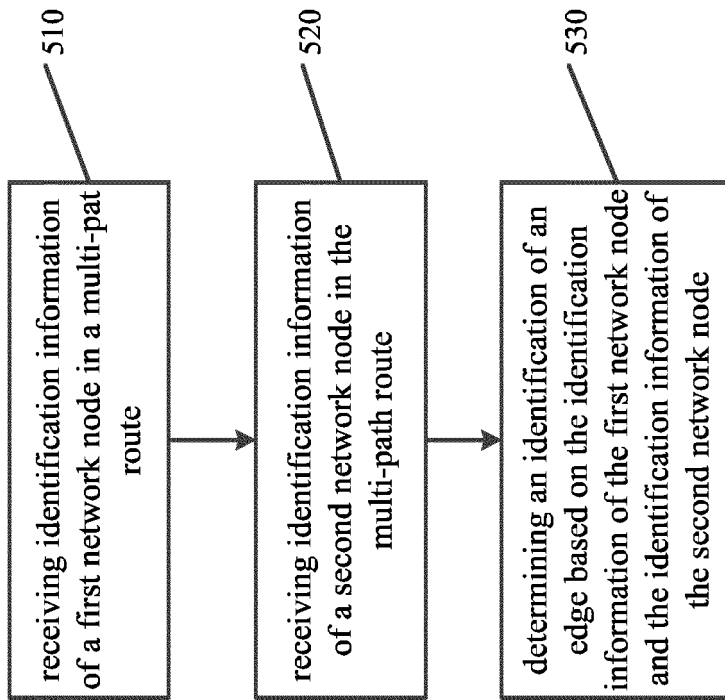 receiving identification information
of a first network node in a multi-pat
route
510
receiving identification information
of a second network node in the
multi-path route
520
determining an identification of an
edge based on the identification
information of the first network node
and the identification information of
the second network node
530